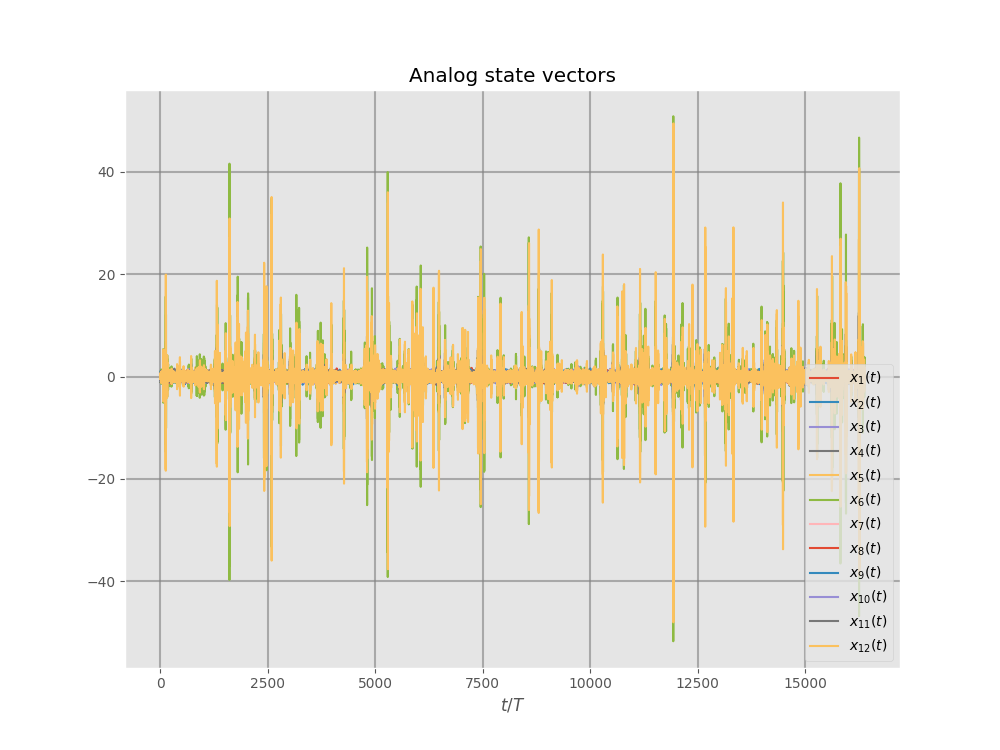 Analog state vectors
40
20
0
−20
−40
0 2500 5000 7500 10000 12500 15000
t/T
x₁(t)
x₂(t)
x₃(t)
x₄(t)
x₅(t)
x₆(t)
x₇(t)
x₈(t)
x₉(t)
x₁₀(t)
x₁₁(t)
x₁₂(t)